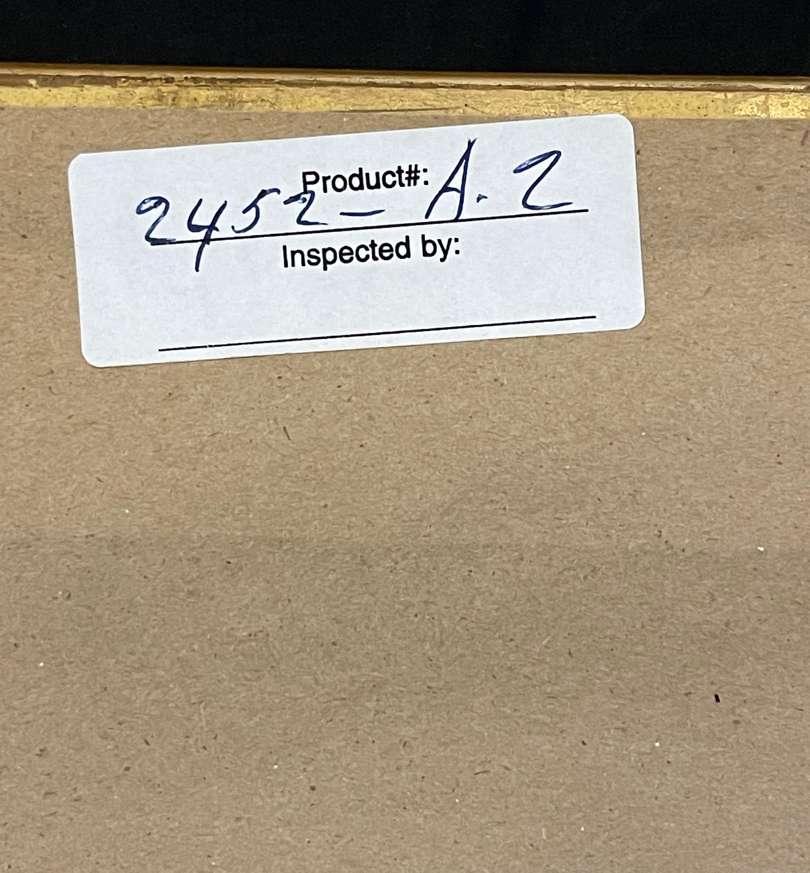 Product#:
2452 - A. 2
Inspected by: